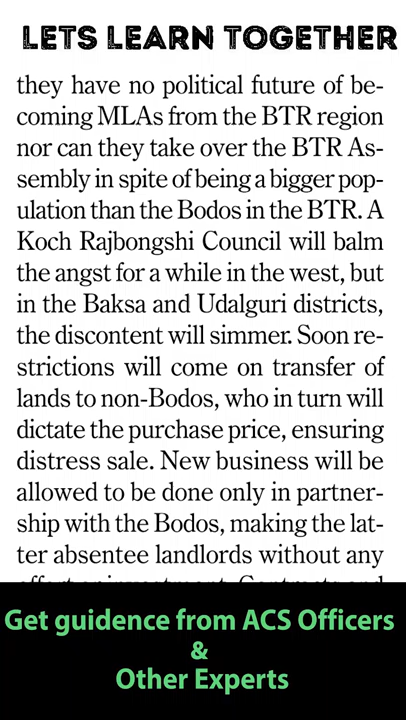 LETS LEARN TOGETHER
they have no political future of be-
coming MLAs from the BTR region
nor can they take over the BTR As-
sembly in spite of being a bigger pop-
ulation than the Bodos in the BTR. A
Koch Rajbongshi Council will balm
the angst for a while in the west, but
in the Baksa and Udalguri districts,
the discontent will simmer. Soon re-
strictions will come on transfer of
lands to non-Bodos, who in turn will
dictate the purchase price, ensuring
distress sale. New business will be
allowed to be done only in partner-
ship with the Bodos, making the lat-
ter absentee landlords without any
Get guidence from ACS Officers
&
Other Experts